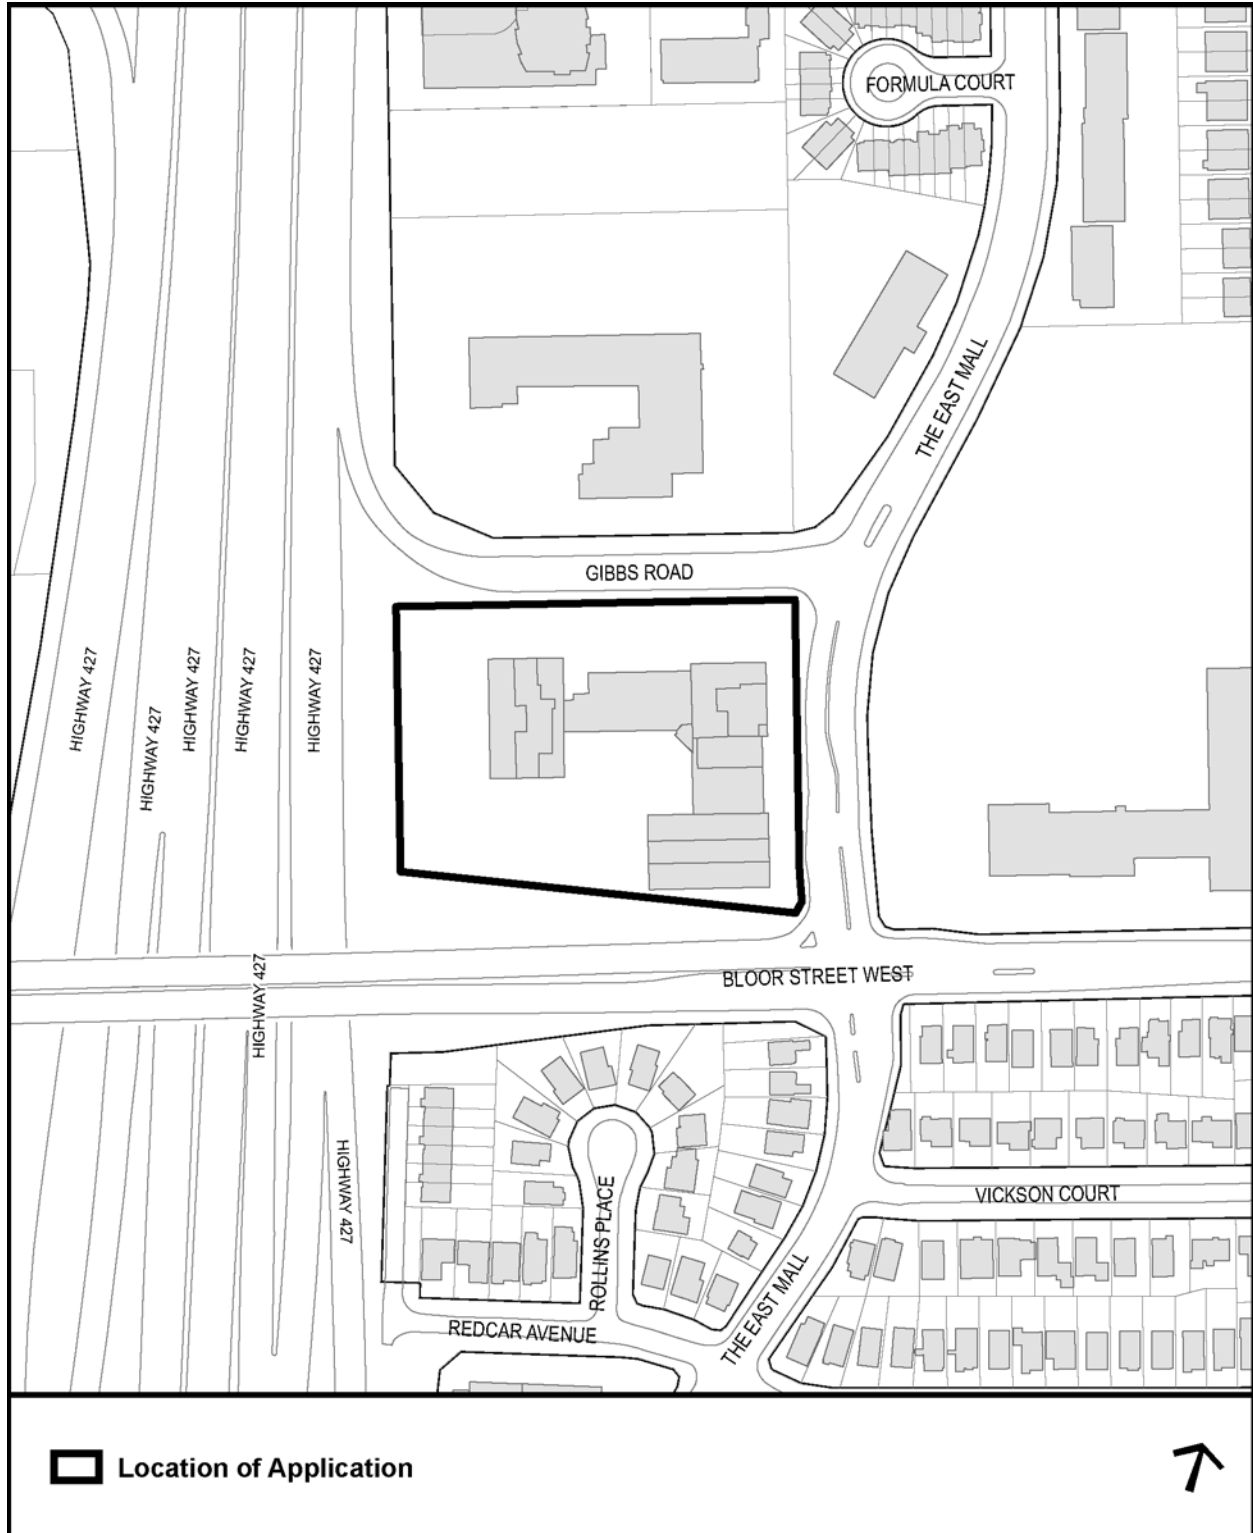 FORMULA COURT
THE EAST MALL
GIBBS ROAD
HIGHWAY 427
HIGHWAY 427
HIGHWAY 427
HIGHWAY 427
HIGHWAY 427
HIGHWAY 427
BLOOR STREET WEST
HIGHWAY 427
ROLLINS PLACE
VICKSON COURT
THE EAST MALL
REDCAR AVENUE
Location of Application